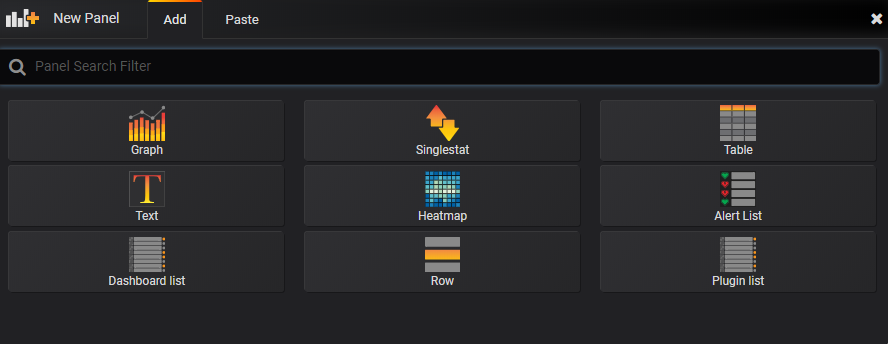 New Panel
Add
Paste
Panel Search Filter
Graph
Singlestat
Table
Text
Heatmap
Alert List
Dashboard list
Row
Plugin list